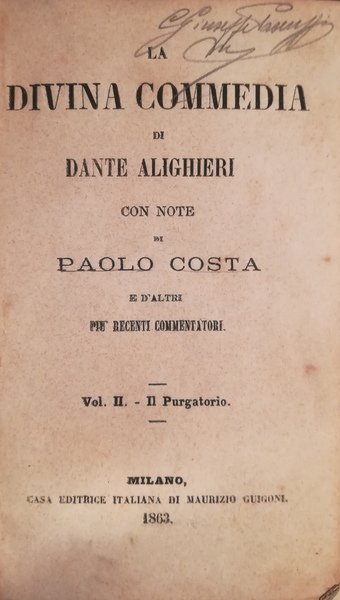 Giuseppe
LA
DIVINA COMMEDIA
DI
DANTE ALIGHIERI
CON NOTE
DI
PAOLO COSTA
E D'ALTRI
PIU' RECENTI COMMENTATORI.
Vol. II. - Il Purgatorio.
MILANO,
CASA EDITRICE ITALIANA DI MAURIZIO GUIGONI.
1863.